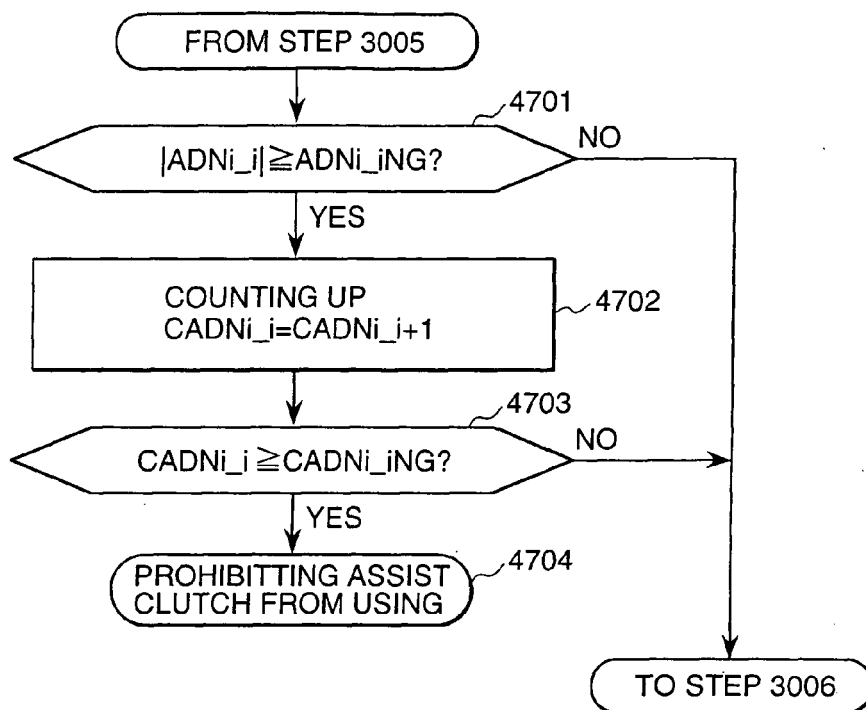 FROM STEP 3005
4701
|ADNi_i|≧ADNi_iNG?
NO
YES
COUNTING UP
CADNi_i=CADNi_i+1
4702
4703
CADNi_i≧CADNi_iNG?
NO
YES
PROHIBITTING ASSIST
CLUTCH FROM USING
4704
TO STEP 3006